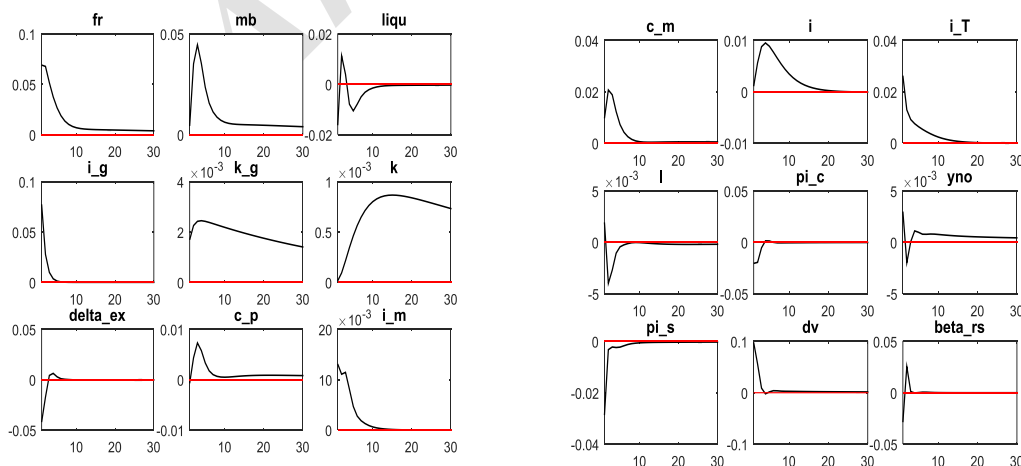 fr mb liqu
0.1 0.05 0.02
0.05 0
0 0 -0.02
10 20 30 10 20 30 10 20 30
i_g k_g k
0.1 4 ×10⁻³ 1 ×10⁻³
0.05 2 0.5
0 0 0
10 20 30 10 20 30 10 20 30
delta_ex c_p i_m
0.05 0.01 20 ×10⁻³
0 0 10
-0.05 -0.01 0
10 20 30 10 20 30 10 20 30
c_m i i_T
0.04 0.01 0.04
0.02 0 0.02
0 -0.01 0
10 20 30 10 20 30 10 20 30
l pi_c yno
5 ×10⁻³ 0.05 5 ×10⁻³
0 0 0
-5 -0.05 -5
10 20 30 10 20 30 10 20 30
pi_s dv beta_rs
0 0.1 0.05
-0.02 0 0
-0.04 -0.1 -0.05
10 20 30 10 20 30 10 20 30